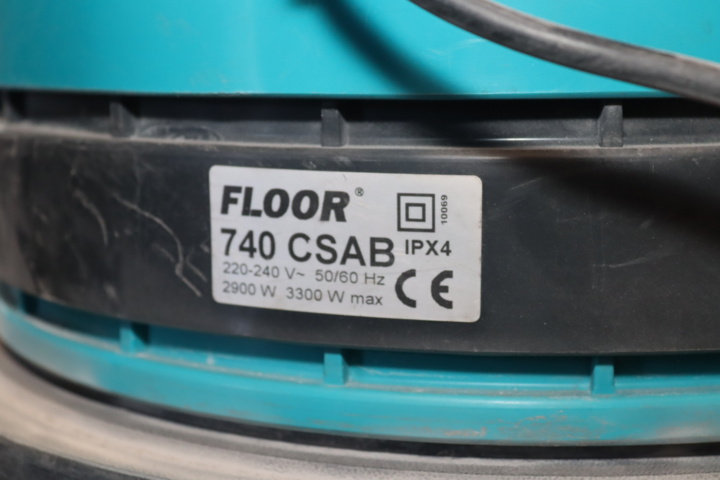 FLOOR®
10069
740 CSAB IPX4
220-240 V~ 50/60 Hz
2900 W 3300 W max
CE